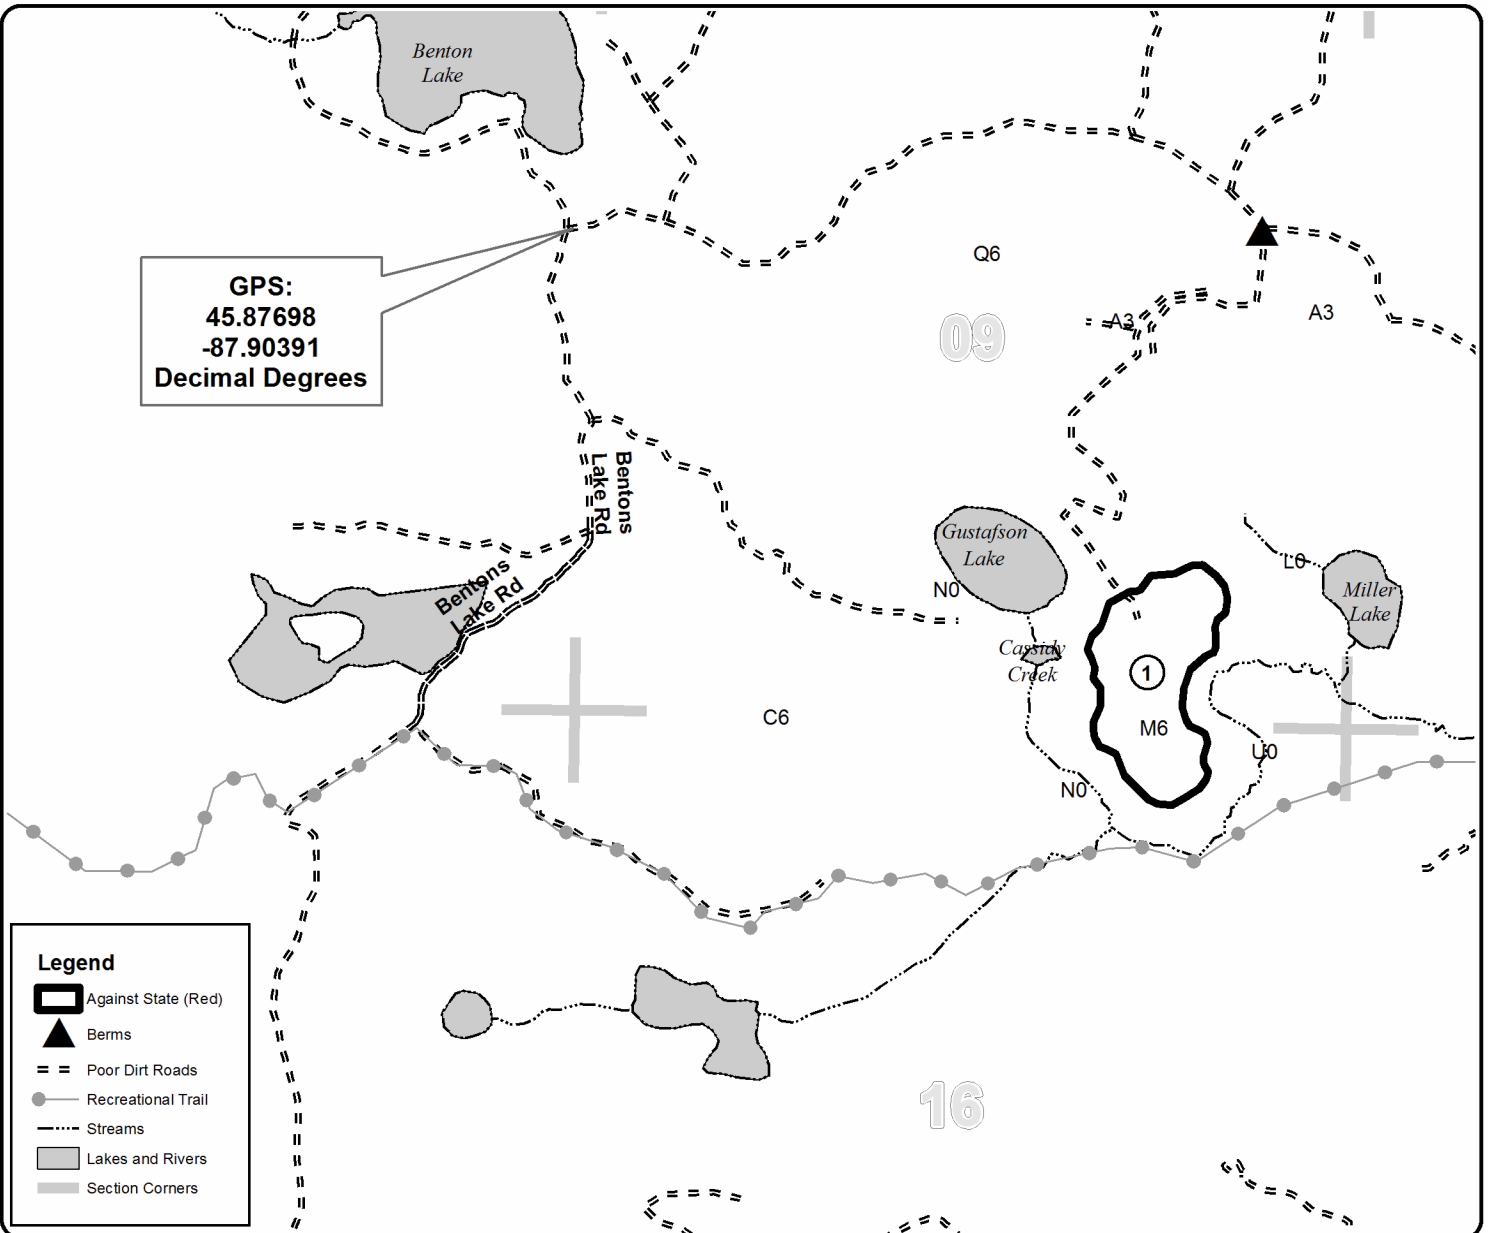 Benton
Lake
GPS:
45.87698
-87.90391
Decimal Degrees
Q6
09
A3
A3
Bentons
Lake Rd
Bentons
Lake Rd
Gustafson
Lake
N0
L0
Miller
Lake
Cassidy
Creek
1
M6
C6
U0
N0
16
Legend
Against State (Red)
Berms
Poor Dirt Roads
Recreational Trail
Streams
Lakes and Rivers
Section Corners